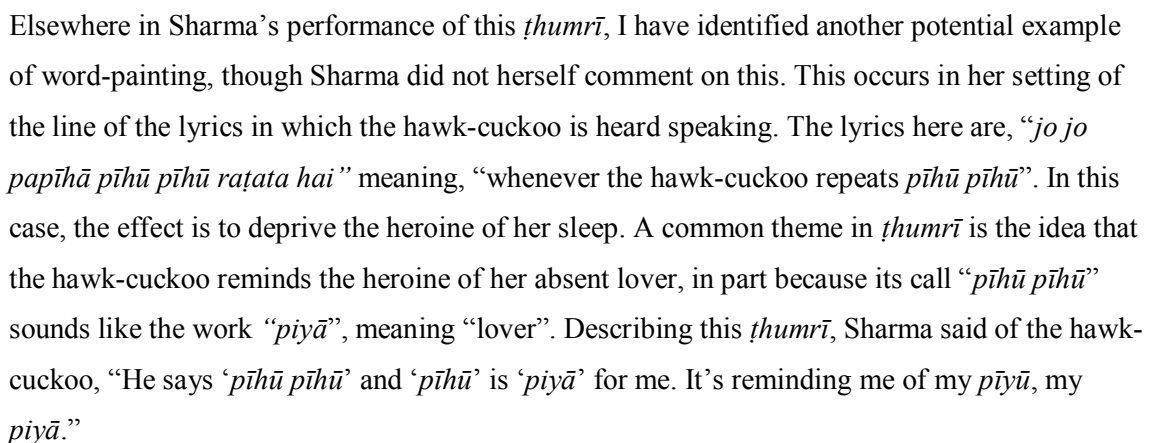 Elsewhere in Sharma’s performance of this ṭhumrī, I have identified another potential example
of word-painting, though Sharma did not herself comment on this. This occurs in her setting of
the line of the lyrics in which the hawk-cuckoo is heard speaking. The lyrics here are, “jo jo
papīhā pīhū pīhū raṭata hai” meaning, “whenever the hawk-cuckoo repeats pīhū pīhū”. In this
case, the effect is to deprive the heroine of her sleep. A common theme in ṭhumrī is the idea that
the hawk-cuckoo reminds the heroine of her absent lover, in part because its call “pīhū pīhū”
sounds like the work “piyā”, meaning “lover”. Describing this ṭhumrī, Sharma said of the hawk-
cuckoo, “He says ‘pīhū pīhū’ and ‘pīhū’ is ‘piyā’ for me. It’s reminding me of my pīyū, my
piyā.”